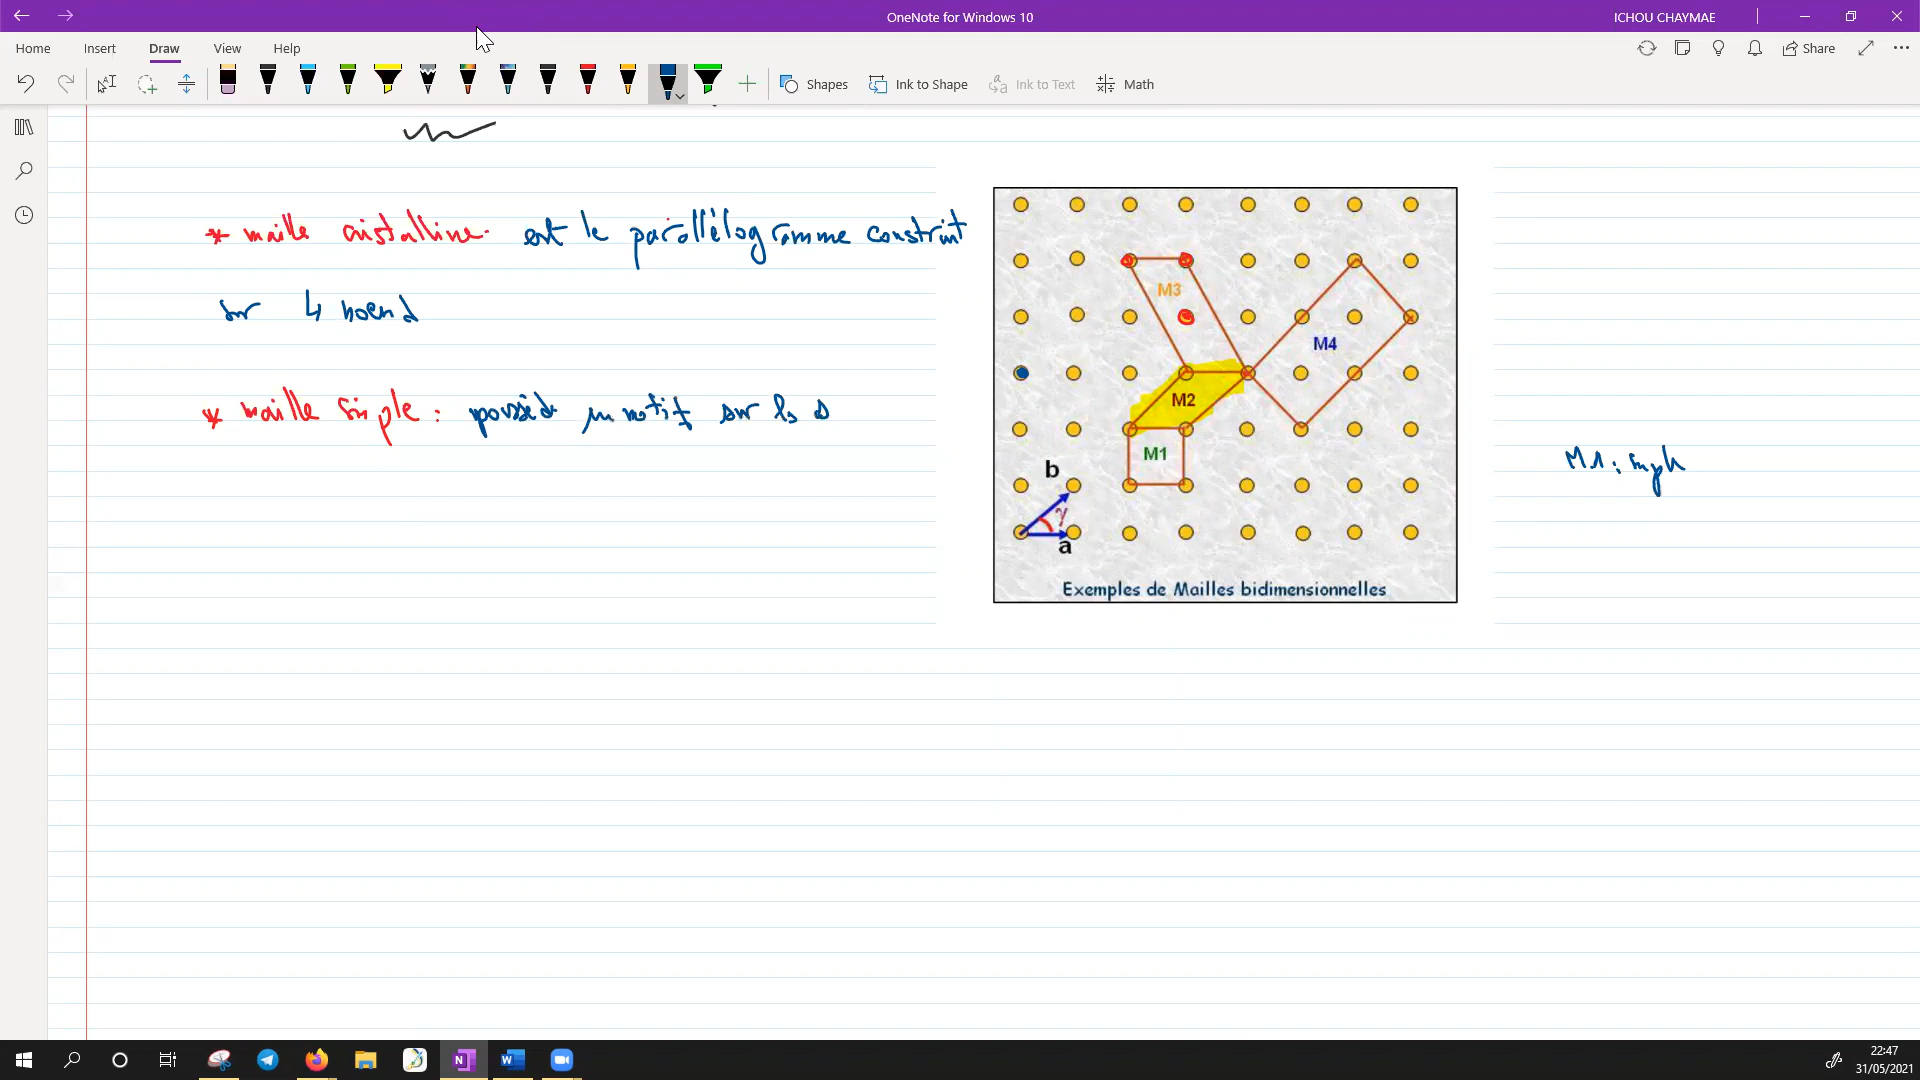 OneNote for Windows 10
ICHOU CHAYMAE
Home Insert Draw View Help
Share
Shapes
Ink to Shape
Ink to Text
Math
* maille cristalline. est le parallélogramme construit
sur 4 noeud
* maille simple : possède un motif sur les s
M3
M4
M2
M1
M1: simple
b
γ
a
Exemples de Mailles bidimensionnelles
22:47
31/05/2021